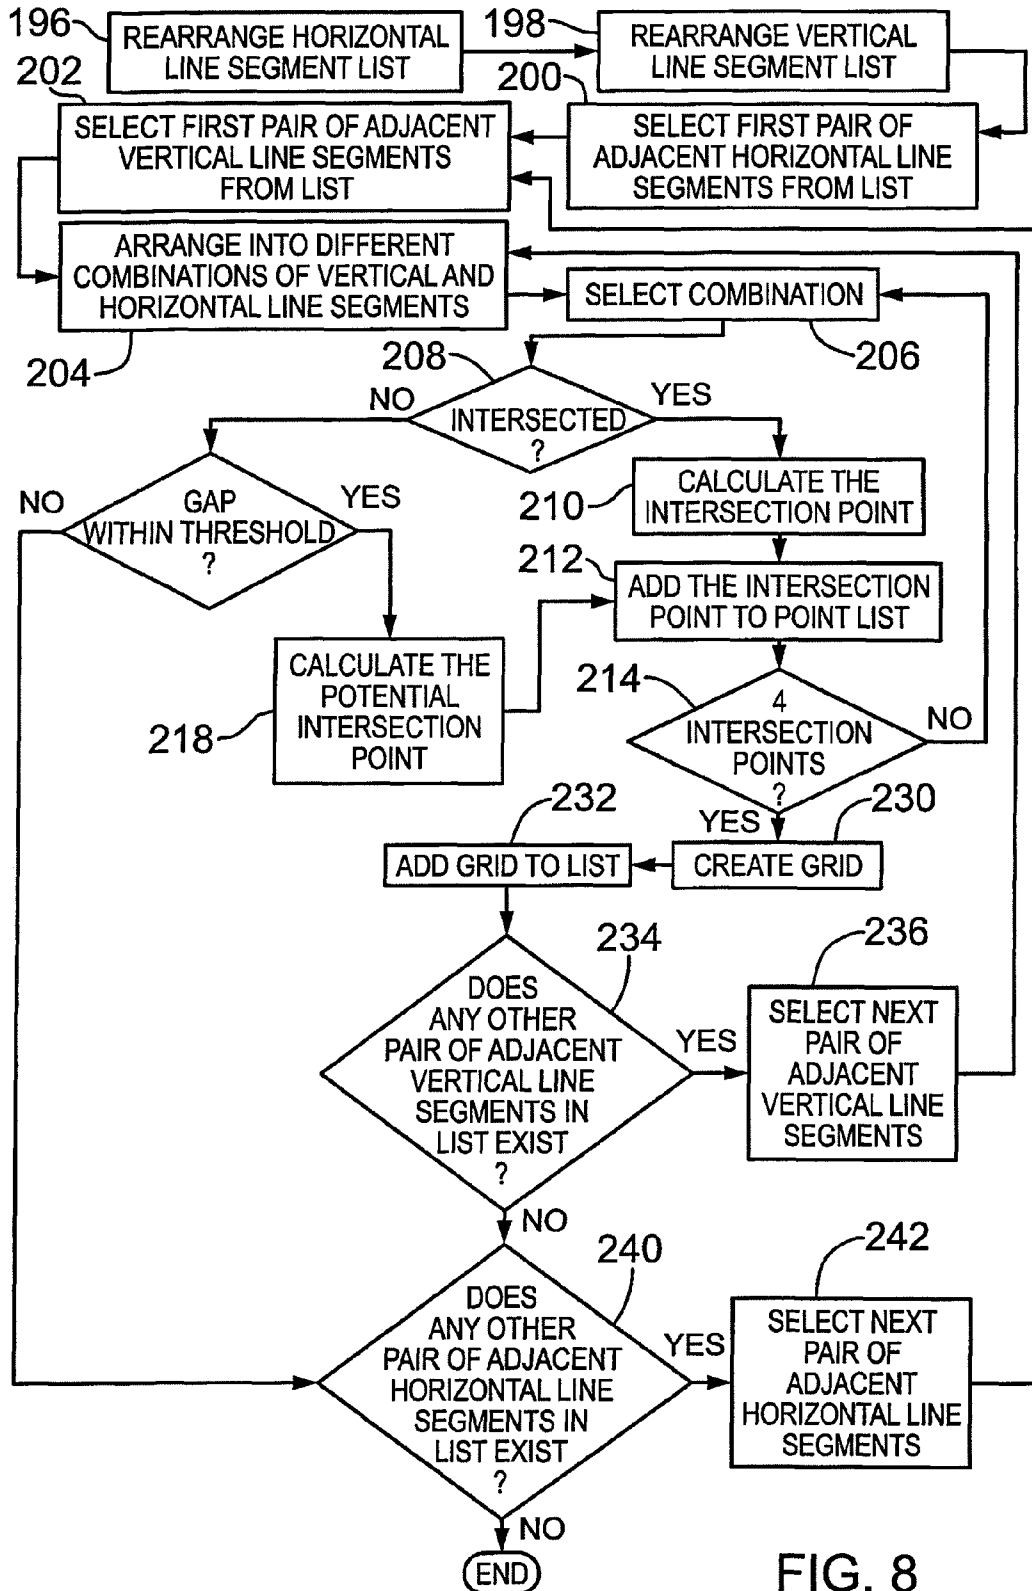 196
REARRANGE HORIZONTAL
LINE SEGMENT LIST
198
REARRANGE VERTICAL
LINE SEGMENT LIST
202
SELECT FIRST PAIR OF ADJACENT
VERTICAL LINE SEGMENTS
FROM LIST
200
SELECT FIRST PAIR OF
ADJACENT HORIZONTAL LINE
SEGMENTS FROM LIST
ARRANGE INTO DIFFERENT
COMBINATIONS OF VERTICAL AND
HORIZONTAL LINE SEGMENTS
204
SELECT COMBINATION
206
208
NO
INTERSECTED
?
YES
NO
GAP
WITHIN THRESHOLD
?
YES
210
CALCULATE THE
INTERSECTION POINT
212
ADD THE INTERSECTION
POINT TO POINT LIST
CALCULATE THE
POTENTIAL
INTERSECTION
POINT
218
214
4
INTERSECTION
POINTS
?
NO
YES
232
230
ADD GRID TO LIST
CREATE GRID
234
DOES
ANY OTHER
PAIR OF ADJACENT
VERTICAL LINE
SEGMENTS IN
LIST EXIST
?
YES
236
SELECT NEXT
PAIR OF
ADJACENT
VERTICAL LINE
SEGMENTS
NO
240
DOES
ANY OTHER
PAIR OF ADJACENT
HORIZONTAL LINE
SEGMENTS IN
LIST EXIST
?
YES
242
SELECT NEXT
PAIR OF
ADJACENT
HORIZONTAL LINE
SEGMENTS
NO
END
FIG. 8